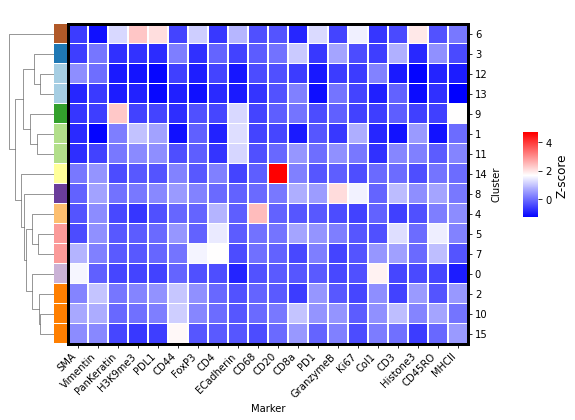 6
3
12
13
9
1
11
14
8
4
5
7
0
2
10
15
Cluster
4
2
0
Z-score
SMA
Vimentin
PanKeratin
H3K9me3
PDL1
CD44
FoxP3
CD4
ECadherin
CD68
CD20
CD8a
PD1
GranzymeB
Ki67
Col1
CD3
Histone3
CD45RO
MHCII
Marker